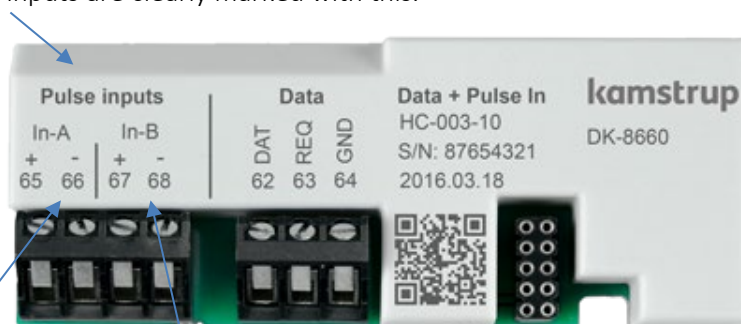 inputs are clearly marked with this.
Pulse inputs
In-A In-B
+ - + -
65 66 67 68
Data
DAT REQ GND
62 63 64
Data + Pulse In
HC-003-10
S/N: 87654321
2016.03.18
kamstrup
DK-8660